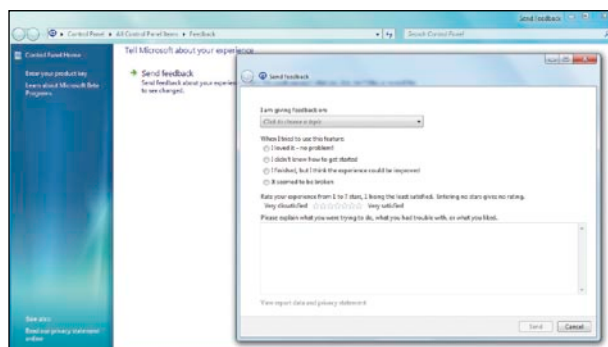 Send feedback
Control Panel ▸ All Control Panel Items ▸ Feedback
Search Control Panel
Control Panel Home
Enter your product key
Learn about Microsoft Beta
Programs
See also
Read our privacy statement
online
Tell Microsoft about your experience
Send feedback
Send feedback about your experience
to see changed.
Send feedback
I am giving feedback on:
Click to choose a topic
When I tried to use this feature:
I loved it - no problem!
I didn't know how to get started
I finished, but I think the experience could be improved
It seemed to be broken
Rate your experience from 1 to 7 stars, 1 being the least satisfied. Entering no stars gives no rating.
Very dissatisfied Very satisfied
Please explain what you were trying to do, what you had trouble with, or what you liked.
View report data and privacy statement
Send Cancel